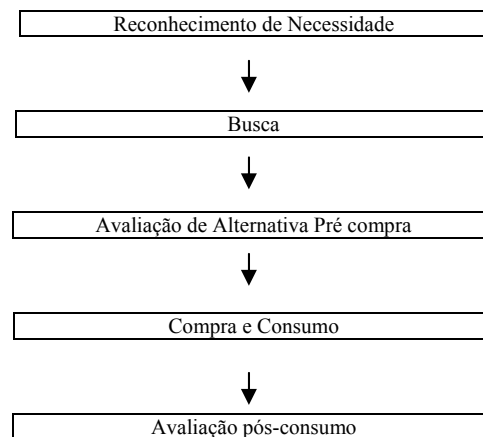 Reconhecimento de Necessidade
Busca
Avaliação de Alternativa Pré compra
Compra e Consumo
Avaliação pós-consumo